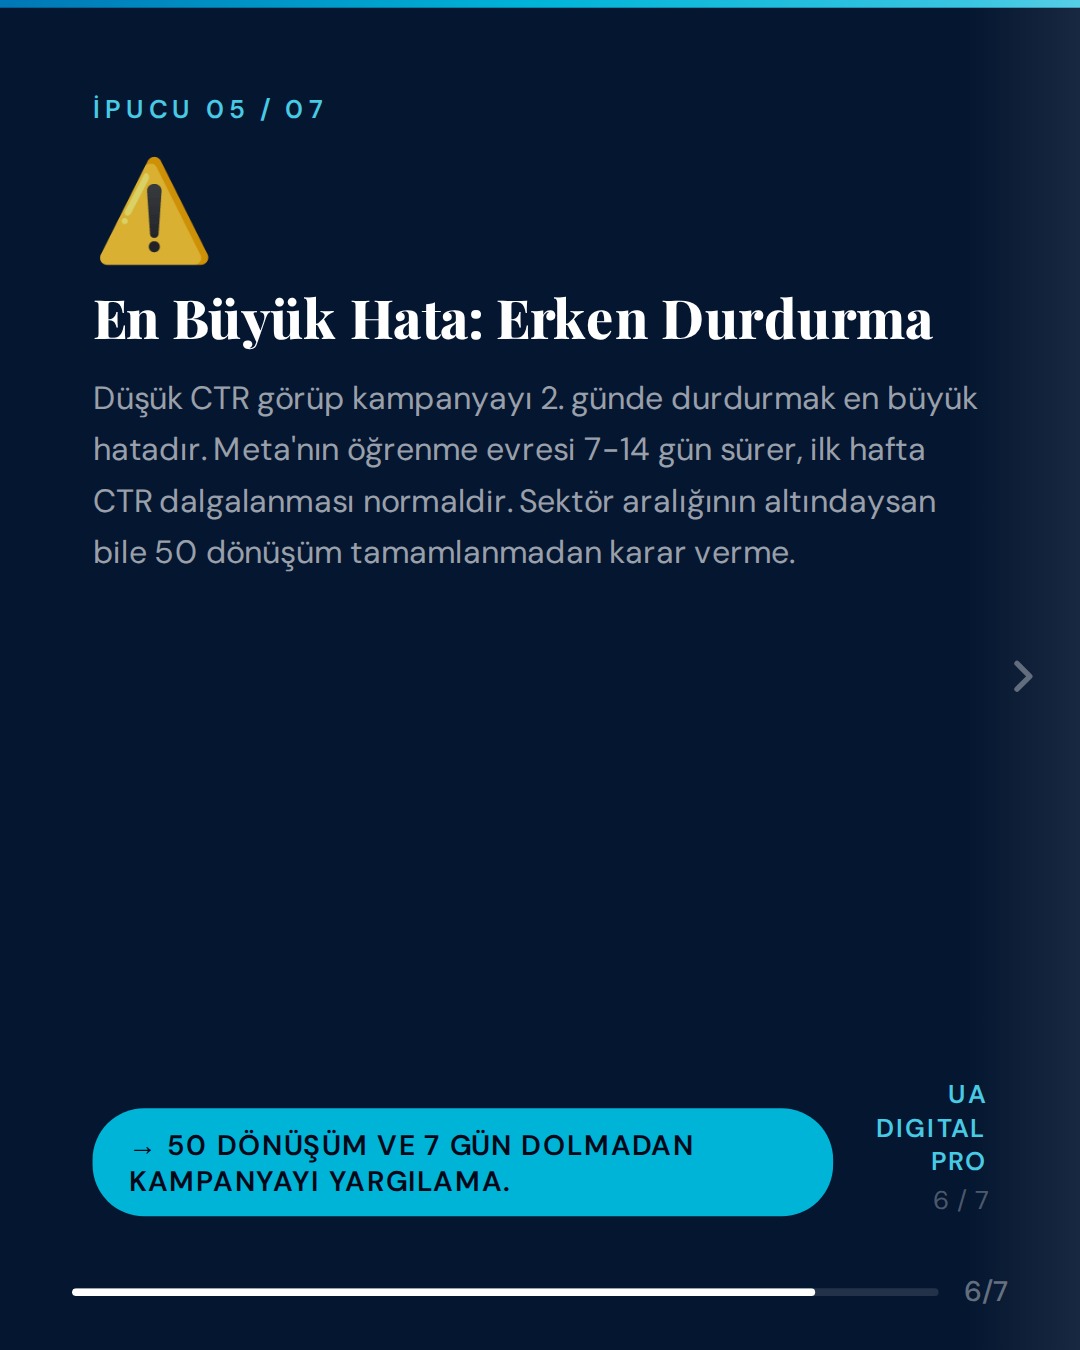 İPUCU 05 / 07
En Büyük Hata: Erken Durdurma
Düşük CTR görüp kampanyayı 2. günde durdurmak en büyük
hatadır. Meta'nın öğrenme evresi 7-14 gün sürer, ilk hafta
CTR dalgalanması normaldir. Sektör aralığının altındaysan
bile 50 dönüşüm tamamlanmadan karar verme.
→ 50 DÖNÜŞÜM VE 7 GÜN DOLMADAN
KAMPANYAYI YARGILAMA.
UA
DIGITAL
PRO
6 / 7
6/7